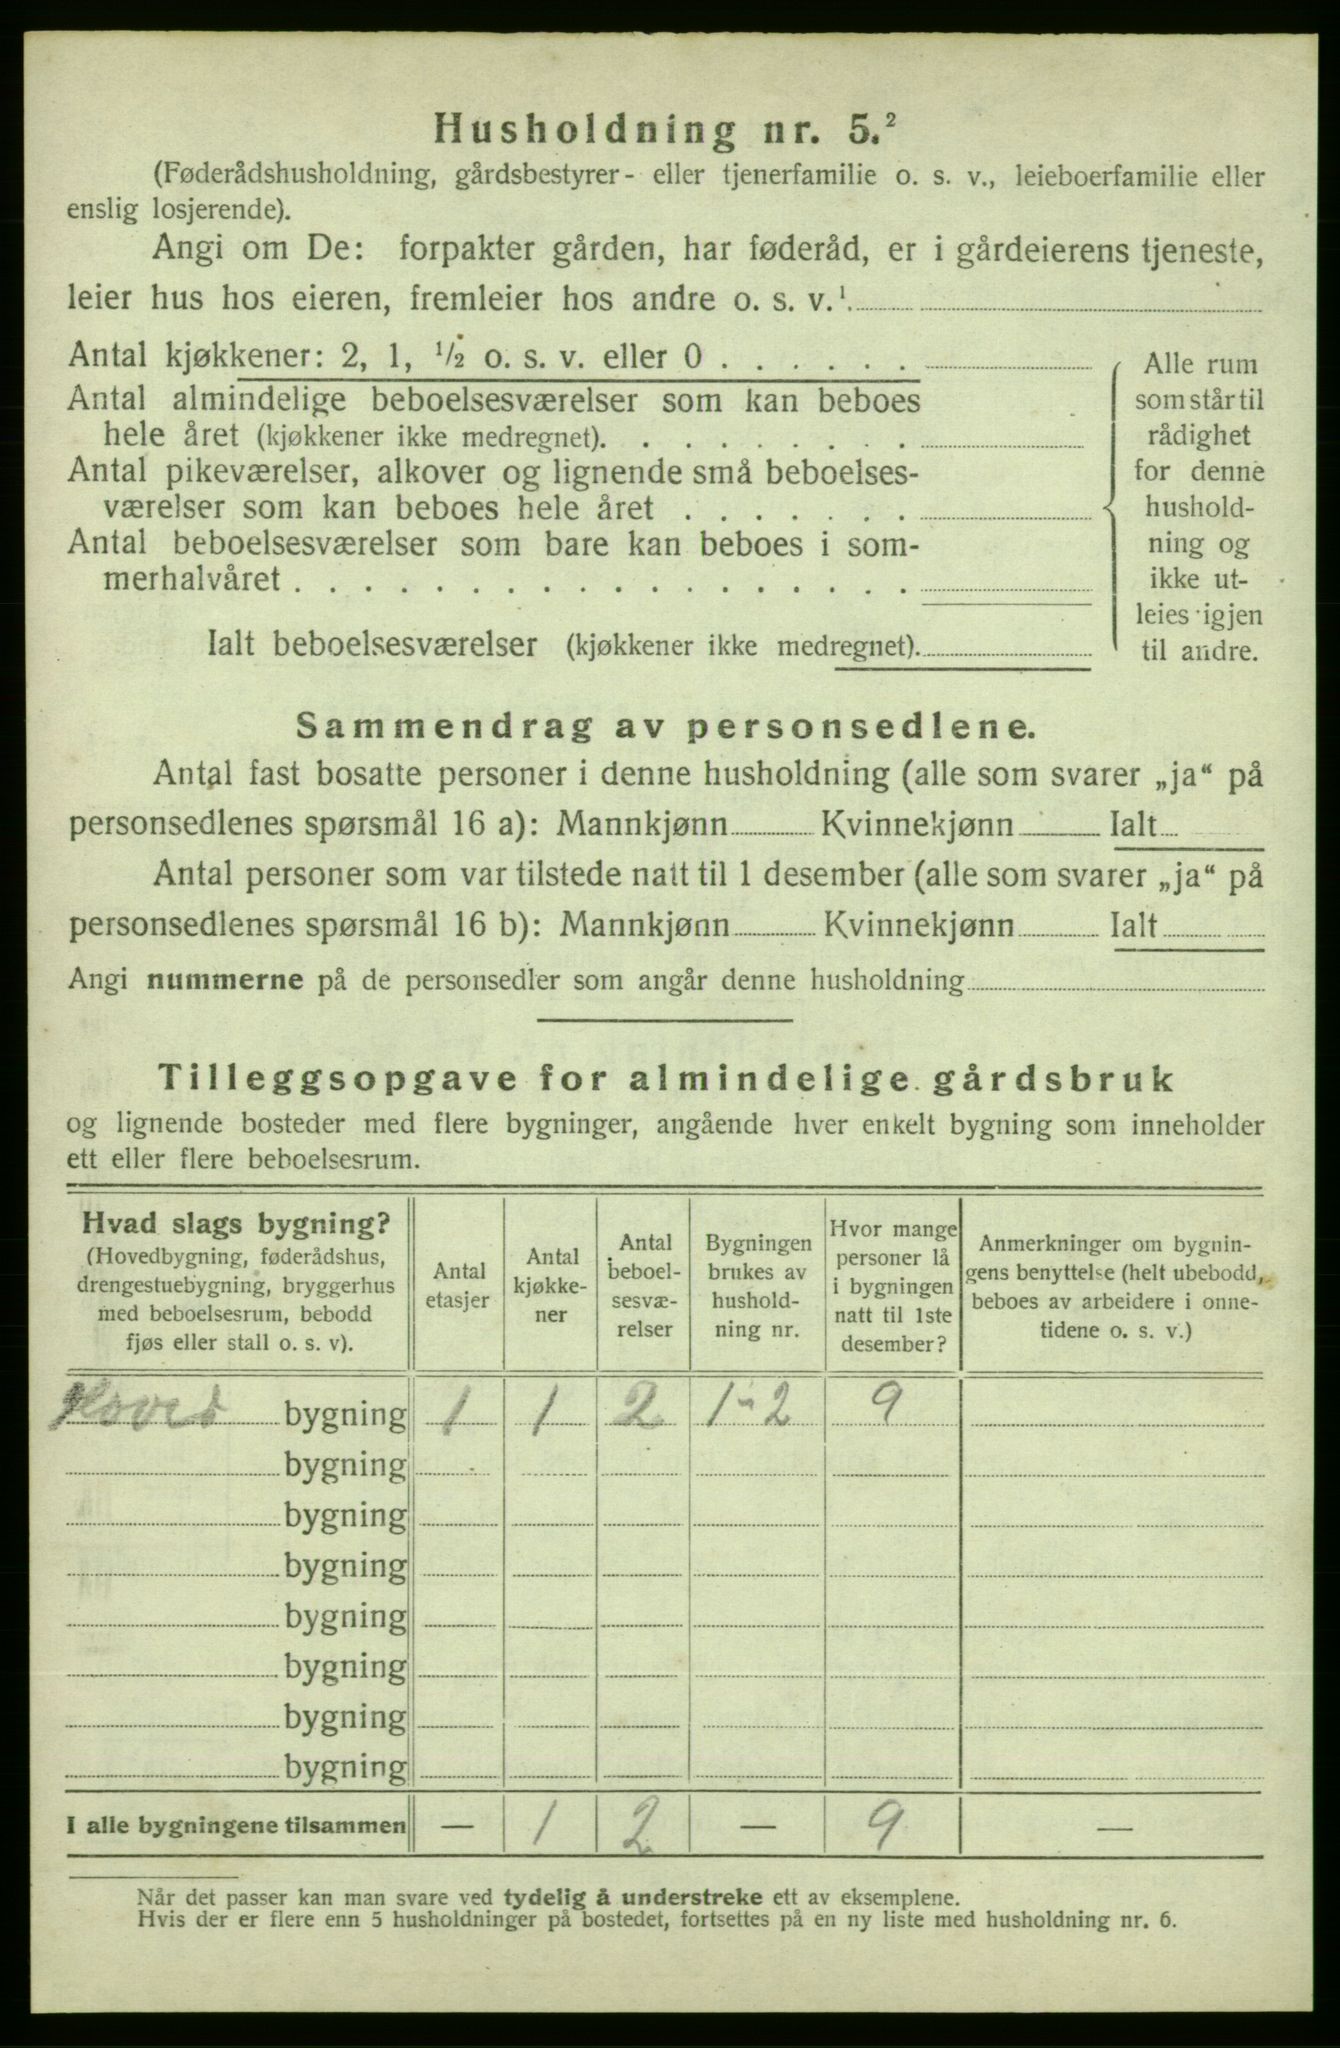 Husholdning nr. 5.²
(Føderådshusholdning, gårdsbestyrer- eller tjenerfamilie o. s. v., leieboerfamilie eller
enslig losjerende).
Angi om De: forpakter gården, har føderåd, er i gårdeierens tjeneste,
leier hus hos eieren, fremleier hos andre o. s. v.¹
Antal kjøkkener: 2, 1, ½ o. s. v. eller 0 . . . . . .
Antal almindelige beboelsesværelser som kan beboes
hele året (kjøkkener ikke medregnet). . . . . . . . .
Antal pikeværelser, alkover og lignende små beboelses-
værelser som kan beboes hele året . . . . . . .
Antal beboelsesværelser som bare kan beboes i som-
merhalvåret . . . . . . . . . . . . . . . . . .
Ialt beboelsesværelser (kjøkkener ikke medregnet).
Alle rum
som står til
rådighet
for denne
hushold-
ning og
ikke ut-
leies igjen
til andre.
Sammendrag av personsedlene.
Antal fast bosatte personer i denne husholdning (alle som svarer „ja“ på
personsedlenes spørsmål 16 a): Mannkjønn Kvinnekjønn Ialt
Antal personer som var tilstede natt til 1 desember (alle som svarer „ja“ på
personsedlenes spørsmål 16 b): Mannkjønn Kvinnekjønn Ialt
Angi nummerne på de personsedler som angår denne husholdning
Tilleggsopgave for almindelige gårdsbruk
og lignende bosteder med flere bygninger, angående hver enkelt bygning som inneholder
ett eller flere beboelsesrum.
Hvad slags bygning?
(Hovedbygning, føderådshus,
drengestuebygning, bryggerhus
med beboelsesrum, bebodd
fjøs eller stall o. s. v).
Antal
etasjer
Antal
kjøkke-
ner
Antal
beboel-
sesvæ-
relser
Bygningen
brukes av
hushold-
ning nr.
Hvor mange
personer lå
i bygningen
natt til 1ste
desember?
Anmerkninger om bygnin-
gens benyttelse (helt ubebodd,
beboes av arbeidere i onne-
tidene o. s. v.)
Hoved bygning 1 1 2 1-2 9
bygning
bygning
bygning
bygning
bygning
bygning
bygning
I alle bygningene tilsammen — 1 2 — 9 —
Når det passer kan man svare ved tydelig å understreke ett av eksemplene.
Hvis der er flere enn 5 husholdninger på bostedet, fortsettes på en ny liste med husholdning nr. 6.